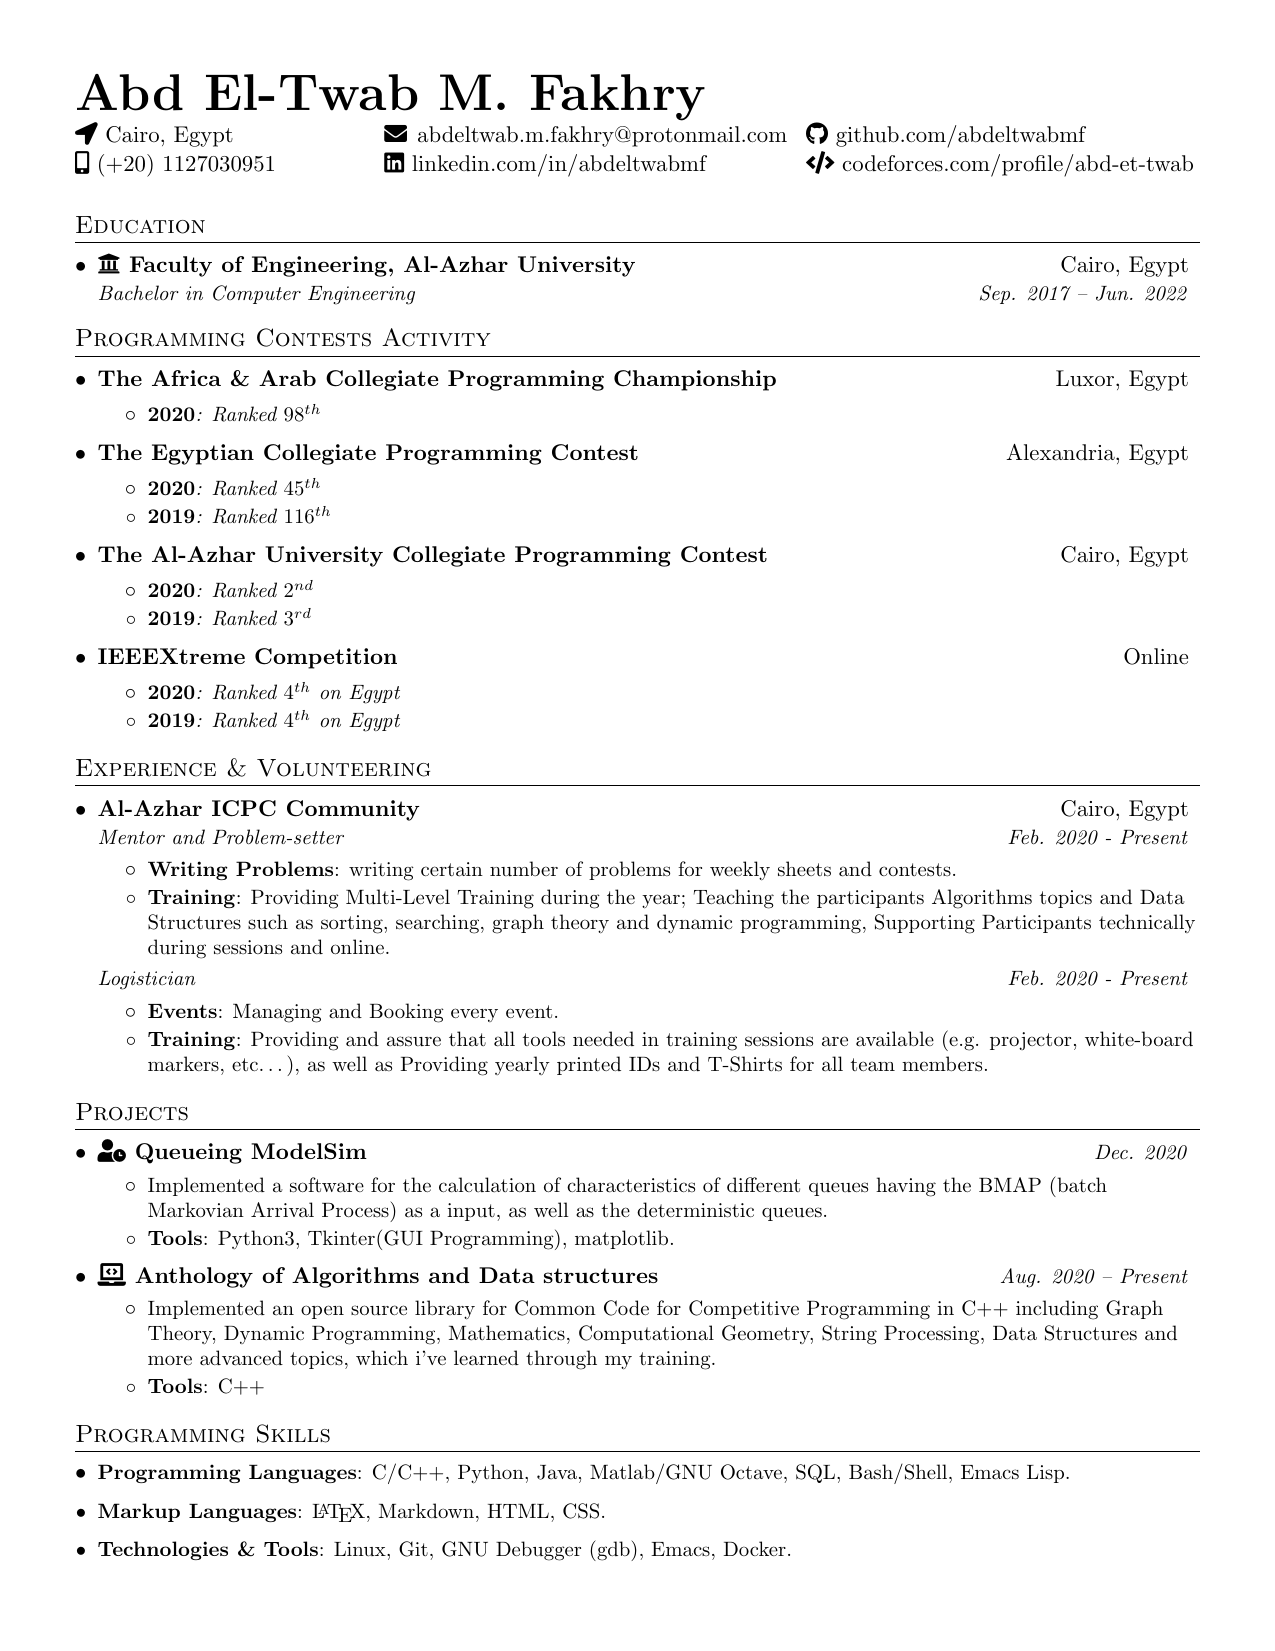 Abd El-Twab M. Fakhry
Cairo, Egypt abdeltwab.m.fakhry@protonmail.com github.com/abdeltwabmf
(+20) 1127030951 linkedin.com/in/abdeltwabmf codeforces.com/profile/abd-et-twab
Education
• Faculty of Engineering, Al-Azhar University Cairo, Egypt
Bachelor in Computer Engineering Sep. 2017 – Jun. 2022
Programming Contests Activity
• The Africa & Arab Collegiate Programming Championship Luxor, Egypt
◦ 2020: Ranked 98th
• The Egyptian Collegiate Programming Contest Alexandria, Egypt
◦ 2020: Ranked 45th
◦ 2019: Ranked 116th
• The Al-Azhar University Collegiate Programming Contest Cairo, Egypt
◦ 2020: Ranked 2nd
◦ 2019: Ranked 3rd
• IEEEXtreme Competition Online
◦ 2020: Ranked 4th on Egypt
◦ 2019: Ranked 4th on Egypt
Experience & Volunteering
• Al-Azhar ICPC Community Cairo, Egypt
Mentor and Problem-setter Feb. 2020 - Present
◦ Writing Problems: writing certain number of problems for weekly sheets and contests.
◦ Training: Providing Multi-Level Training during the year; Teaching the participants Algorithms topics and Data
Structures such as sorting, searching, graph theory and dynamic programming, Supporting Participants technically
during sessions and online.
Logistician Feb. 2020 - Present
◦ Events: Managing and Booking every event.
◦ Training: Providing and assure that all tools needed in training sessions are available (e.g. projector, white-board
markers, etc...), as well as Providing yearly printed IDs and T-Shirts for all team members.
Projects
• Queueing ModelSim Dec. 2020
◦ Implemented a software for the calculation of characteristics of different queues having the BMAP (batch
Markovian Arrival Process) as a input, as well as the deterministic queues.
◦ Tools: Python3, Tkinter(GUI Programming), matplotlib.
• Anthology of Algorithms and Data structures Aug. 2020 – Present
◦ Implemented an open source library for Common Code for Competitive Programming in C++ including Graph
Theory, Dynamic Programming, Mathematics, Computational Geometry, String Processing, Data Structures and
more advanced topics, which i've learned through my training.
◦ Tools: C++
Programming Skills
• Programming Languages: C/C++, Python, Java, Matlab/GNU Octave, SQL, Bash/Shell, Emacs Lisp.
• Markup Languages: LATEX, Markdown, HTML, CSS.
• Technologies & Tools: Linux, Git, GNU Debugger (gdb), Emacs, Docker.